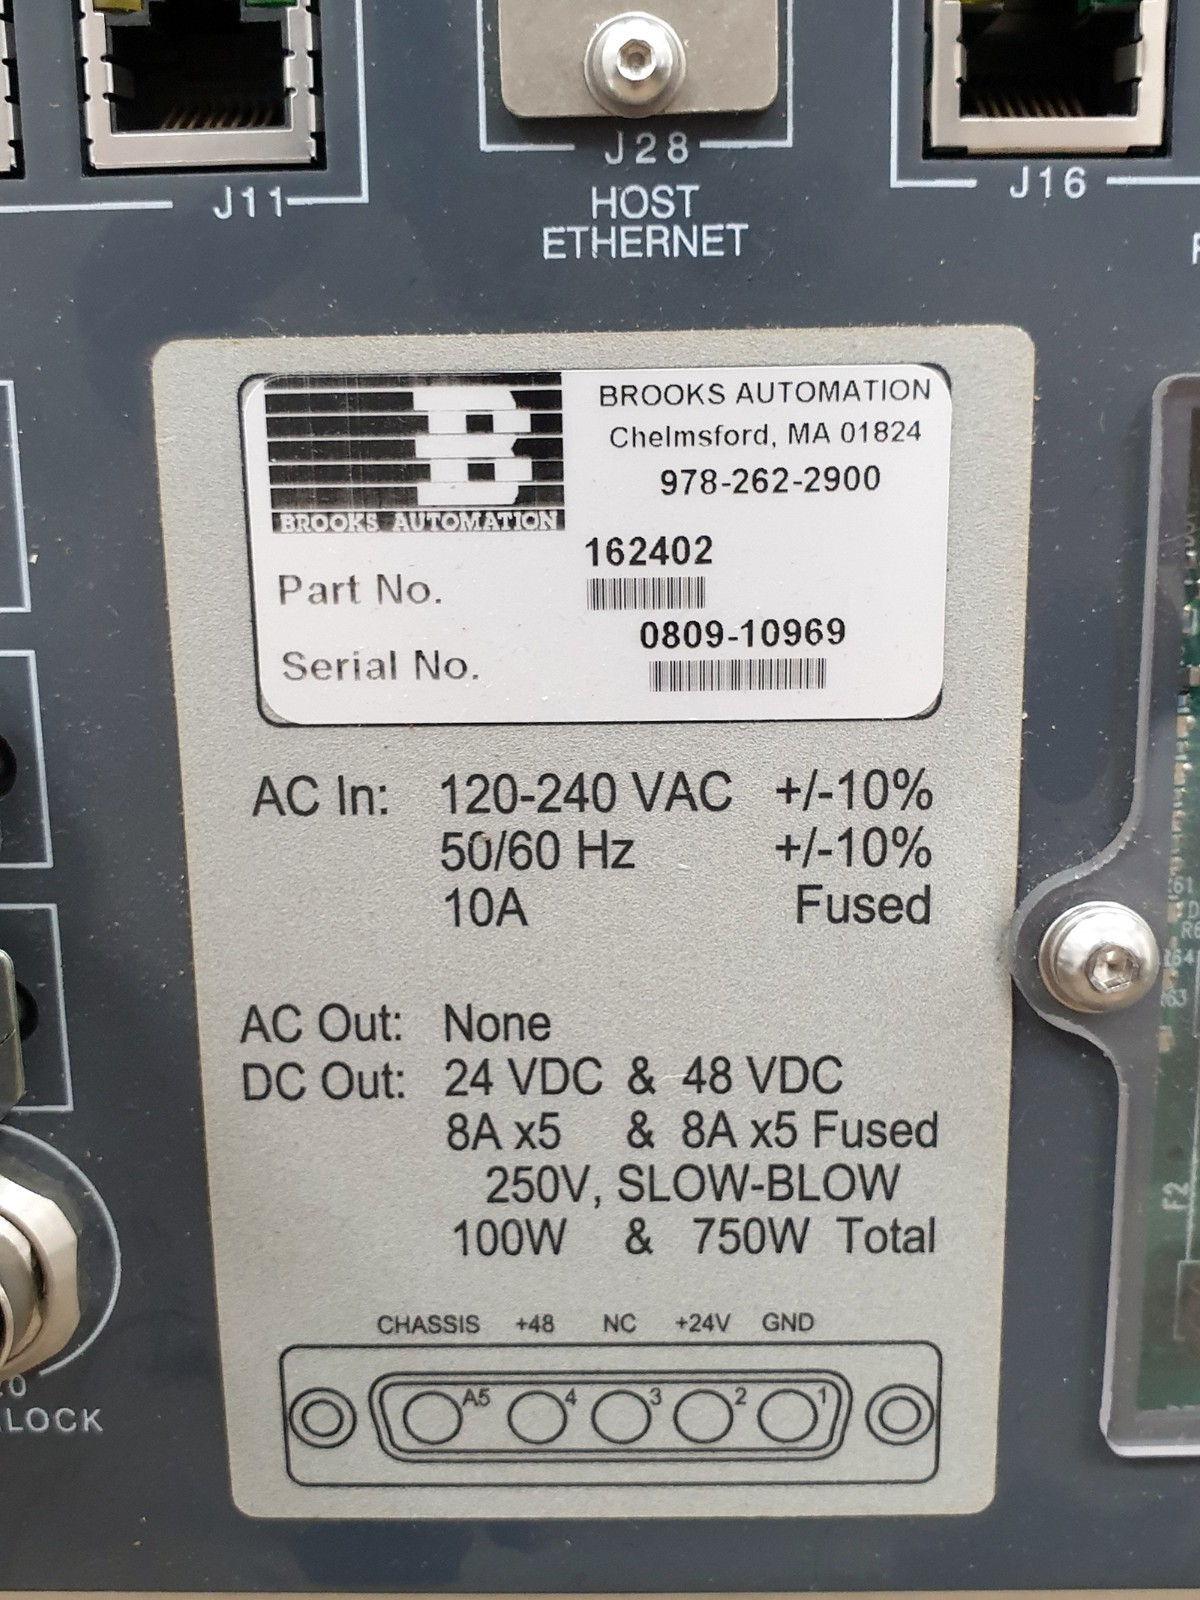 J11
J28
HOST
ETHERNET
J16
BROOKS AUTOMATION
Chelmsford, MA 01824
978-262-2900
B
BROOKS AUTOMATION
162402
Part No.
0809-10969
Serial No.
AC In: 120-240 VAC +/-10%
50/60 Hz +/-10%
10A Fused
AC Out: None
DC Out: 24 VDC & 48 VDC
8A x5 & 8A x5 Fused
250V, SLOW-BLOW
100W & 750W Total
CHASSIS +48 NC +24V GND
A5 4 3 2 1
LOCK
F2